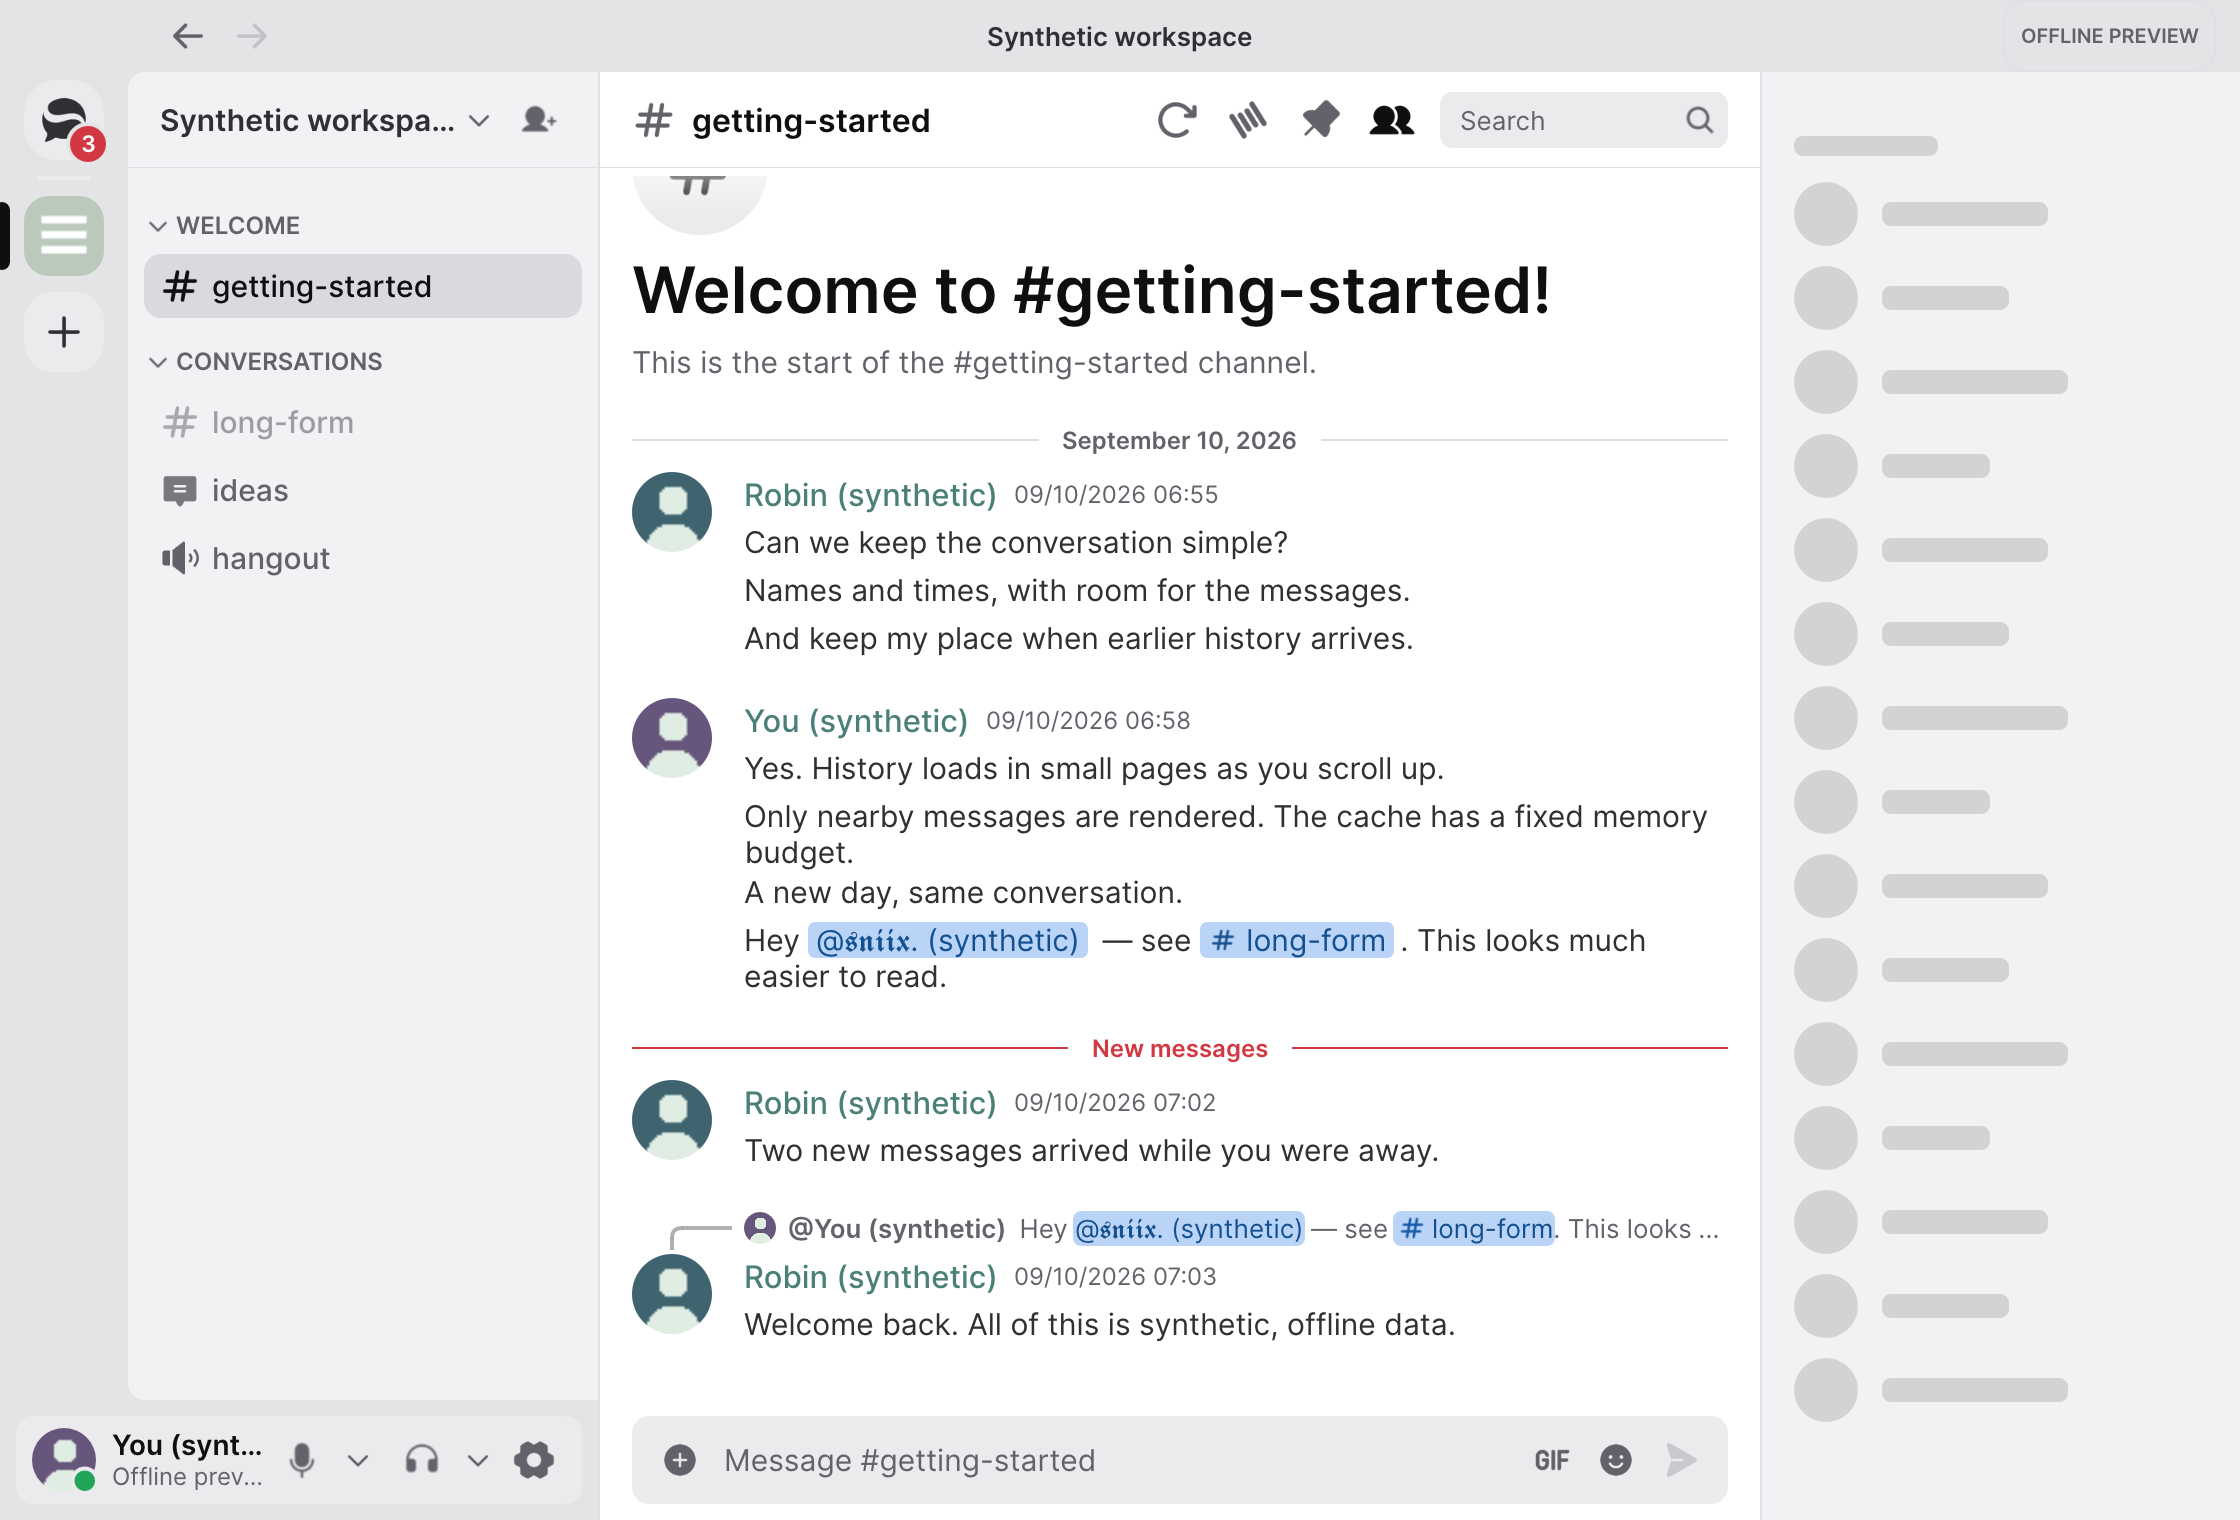 Synthetic workspace
OFFLINE PREVIEW
3
Synthetic workspa...
WELCOME
getting-started
CONVERSATIONS
long-form
ideas
hangout
You (synt...
Offline prev...
# getting-started
Search
Welcome to #getting-started!
This is the start of the #getting-started channel.
September 10, 2026
Robin (synthetic) 09/10/2026 06:55
Can we keep the conversation simple?
Names and times, with room for the messages.
And keep my place when earlier history arrives.
You (synthetic) 09/10/2026 06:58
Yes. History loads in small pages as you scroll up.
Only nearby messages are rendered. The cache has a fixed memory
budget.
A new day, same conversation.
Hey @𝖘𝖓𝖎́𝖎́𝖝. (synthetic) — see # long-form . This looks much
easier to read.
New messages
Robin (synthetic) 09/10/2026 07:02
Two new messages arrived while you were away.
@You (synthetic) Hey @𝖘𝖓𝖎́𝖎́𝖝. (synthetic) — see # long-form. This looks ...
Robin (synthetic) 09/10/2026 07:03
Welcome back. All of this is synthetic, offline data.
Message #getting-started
GIF